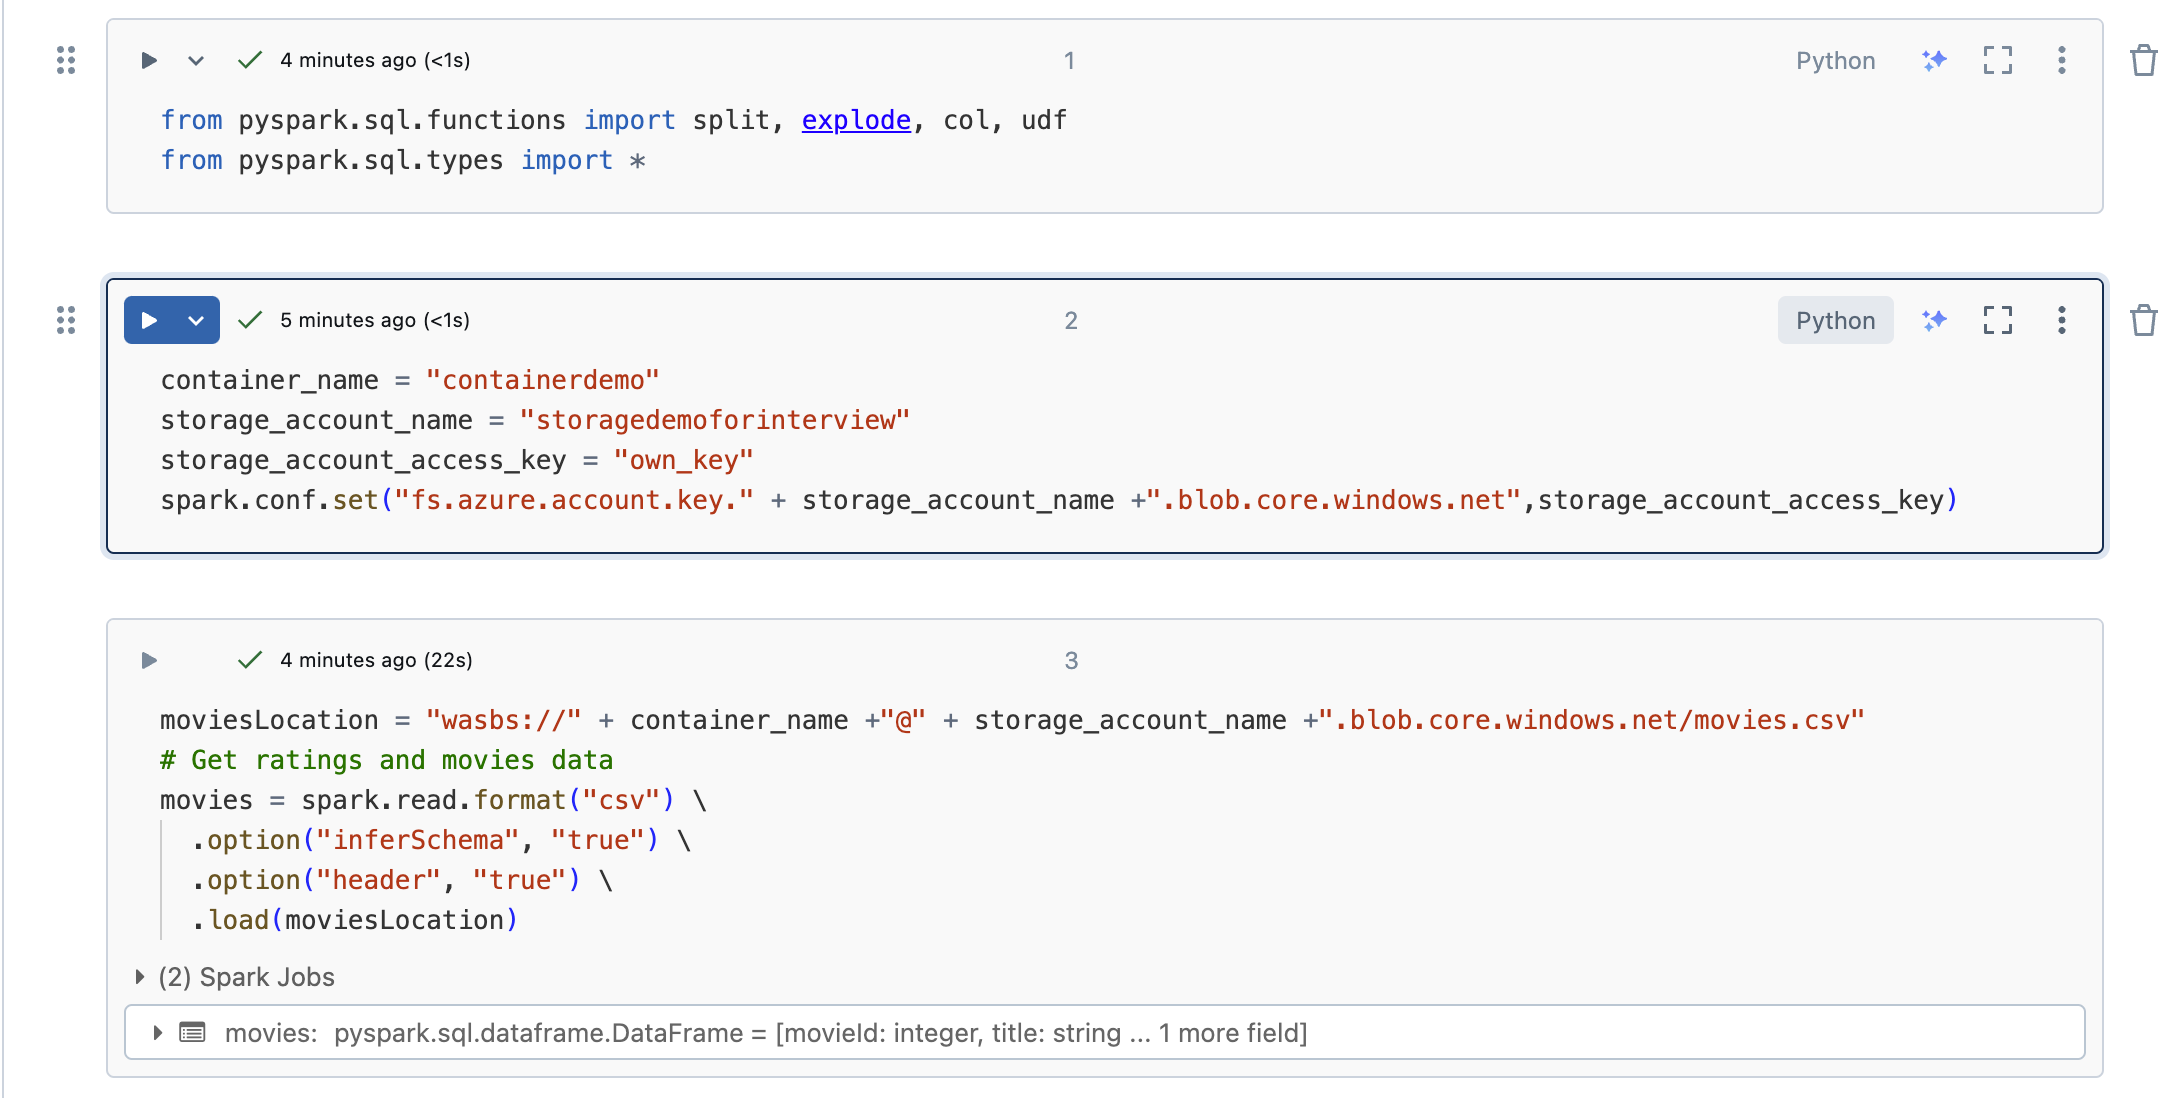 4 minutes ago (<1s)
1
Python
from pyspark.sql.functions import split, explode, col, udf
from pyspark.sql.types import *
5 minutes ago (<1s)
2
Python
container_name = "containerdemo"
storage_account_name = "storagedemoforinterview"
storage_account_access_key = "own_key"
spark.conf.set("fs.azure.account.key." + storage_account_name +".blob.core.windows.net",storage_account_access_key)
4 minutes ago (22s)
3
moviesLocation = "wasbs://" + container_name +"@" + storage_account_name +".blob.core.windows.net/movies.csv"
# Get ratings and movies data
movies = spark.read.format("csv") \
  .option("inferSchema", "true") \
  .option("header", "true") \
  .load(moviesLocation)
(2) Spark Jobs
movies: pyspark.sql.dataframe.DataFrame = [movieId: integer, title: string ... 1 more field]